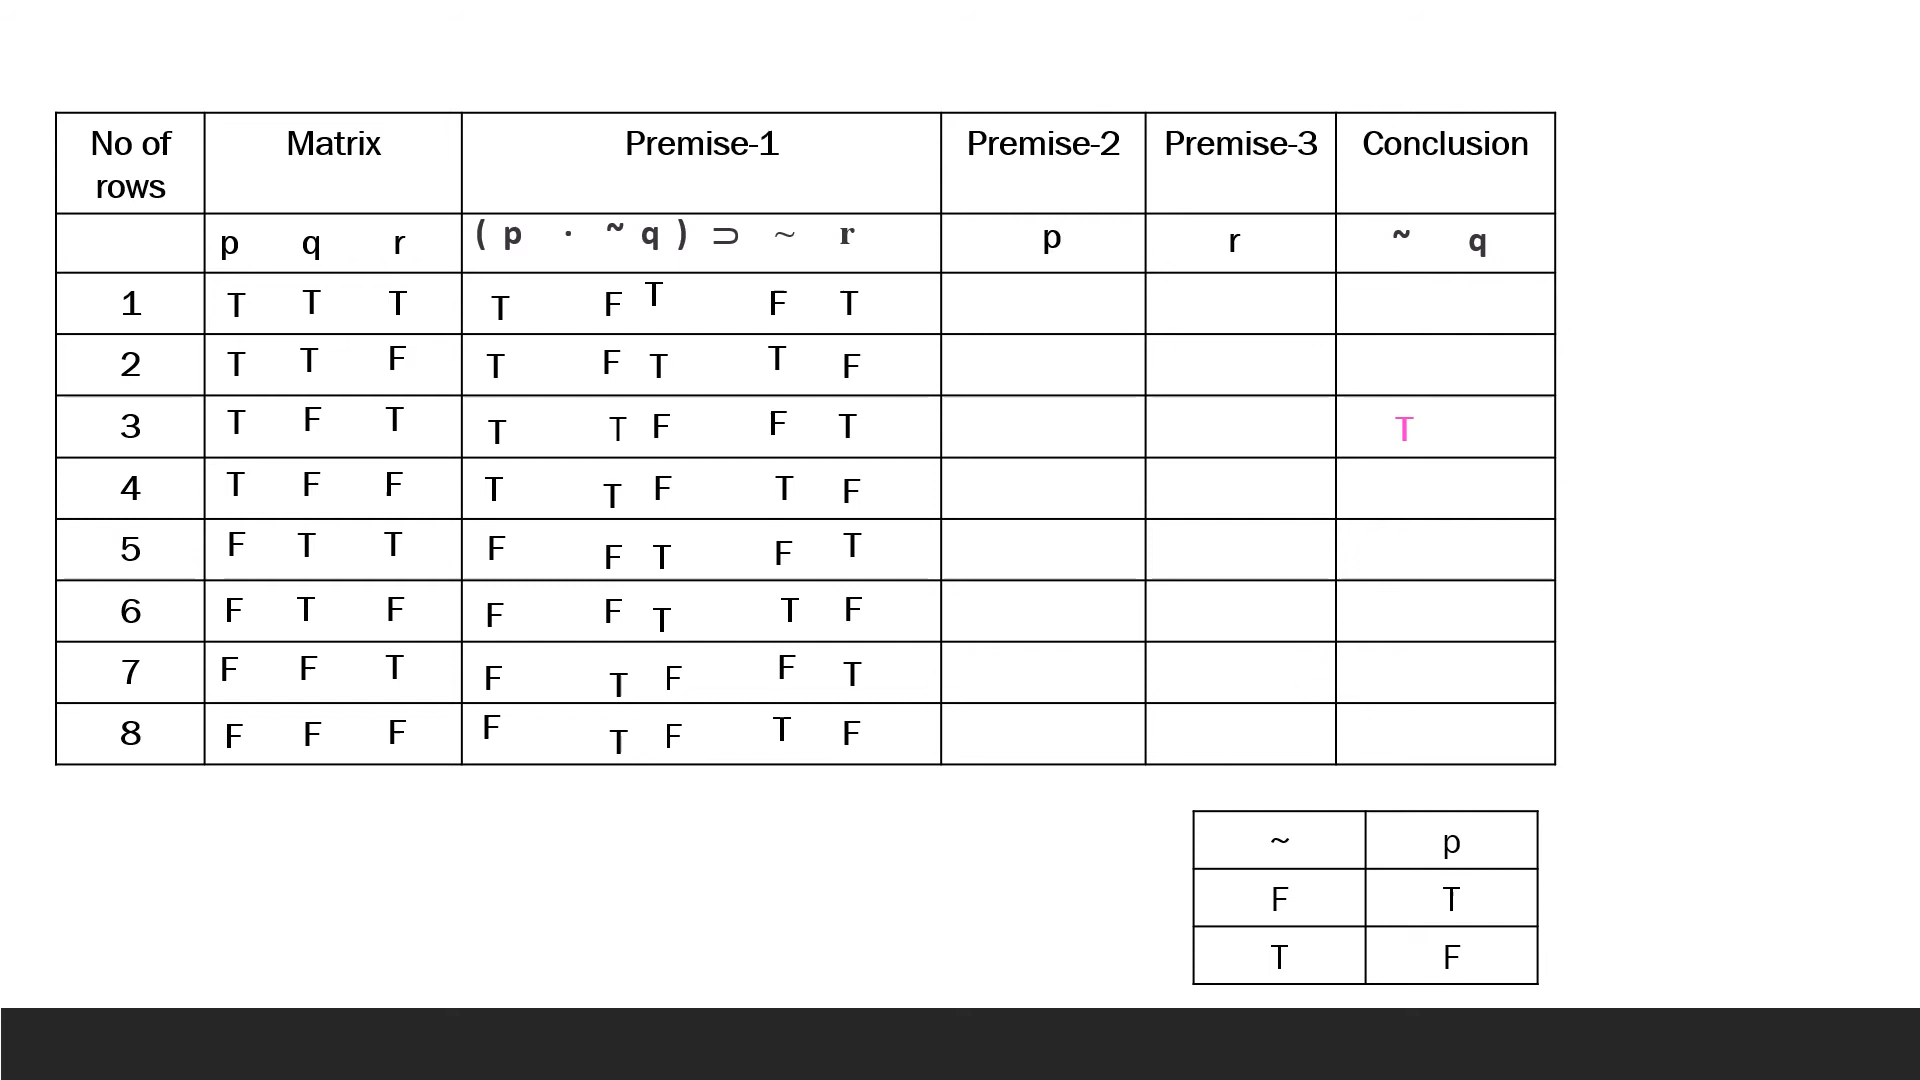 No of rows Matrix Premise-1 Premise-2 Premise-3 Conclusion
p q r ( p · ~ q ) ⊃ ~ r p r ~ q
1 T T T T F T F T
2 T T F T F T T F
3 T F T T T F F T T
4 T F F T T F T F
5 F T T F F T F T
6 F T F F F T T F
7 F F T F T F F T
8 F F F F T F T F
~ p
F T
T F